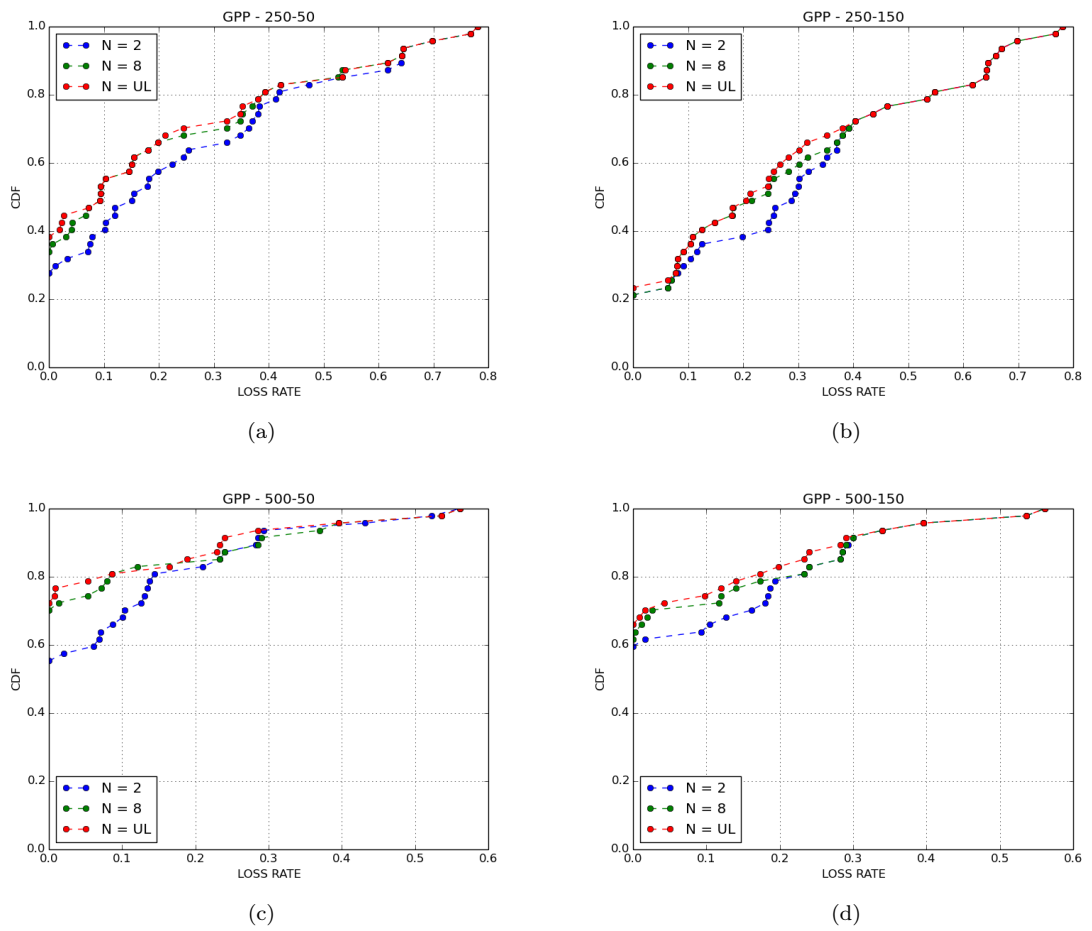 GPP - 250-50
1.0
0.8
0.6
0.4
0.2
0.0
CDF
N = 2
N = 8
N = UL
0.0 0.1 0.2 0.3 0.4 0.5 0.6 0.7 0.8
LOSS RATE
(a)
GPP - 250-150
1.0
0.8
0.6
0.4
0.2
0.0
CDF
N = 2
N = 8
N = UL
0.0 0.1 0.2 0.3 0.4 0.5 0.6 0.7 0.8
LOSS RATE
(b)
GPP - 500-50
1.0
0.8
0.6
0.4
0.2
0.0
CDF
N = 2
N = 8
N = UL
0.0 0.1 0.2 0.3 0.4 0.5 0.6
LOSS RATE
(c)
GPP - 500-150
1.0
0.8
0.6
0.4
0.2
0.0
CDF
N = 2
N = 8
N = UL
0.0 0.1 0.2 0.3 0.4 0.5 0.6
LOSS RATE
(d)